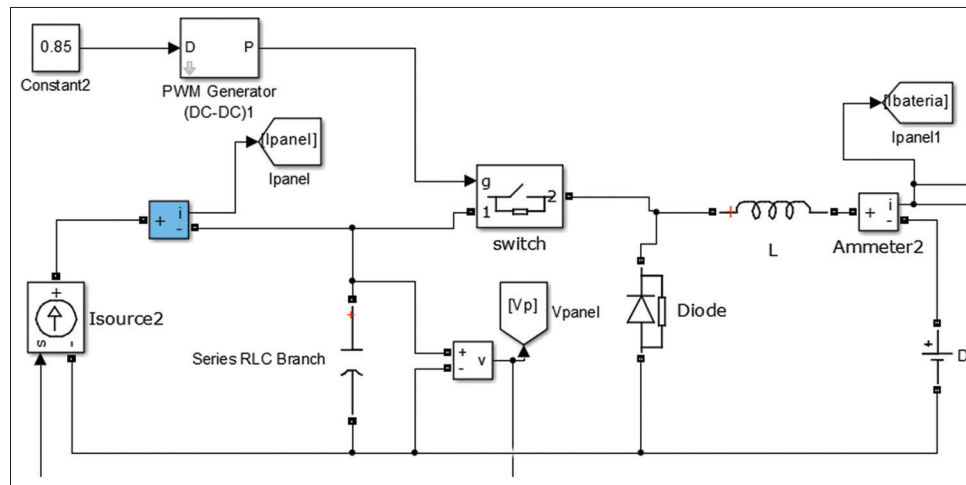 0.85
Constant2
D P
PWM Generator
(DC-DC)1
[Ipanel]
Ipanel
+ i
-
g
1 2
switch
[Ibateria]
Ipanel1
+ i
-
Ammeter2
L
+
+
s -
Isource2
+
Series RLC Branch
+ v
-
[Vp]
Vpanel
Diode
+
D